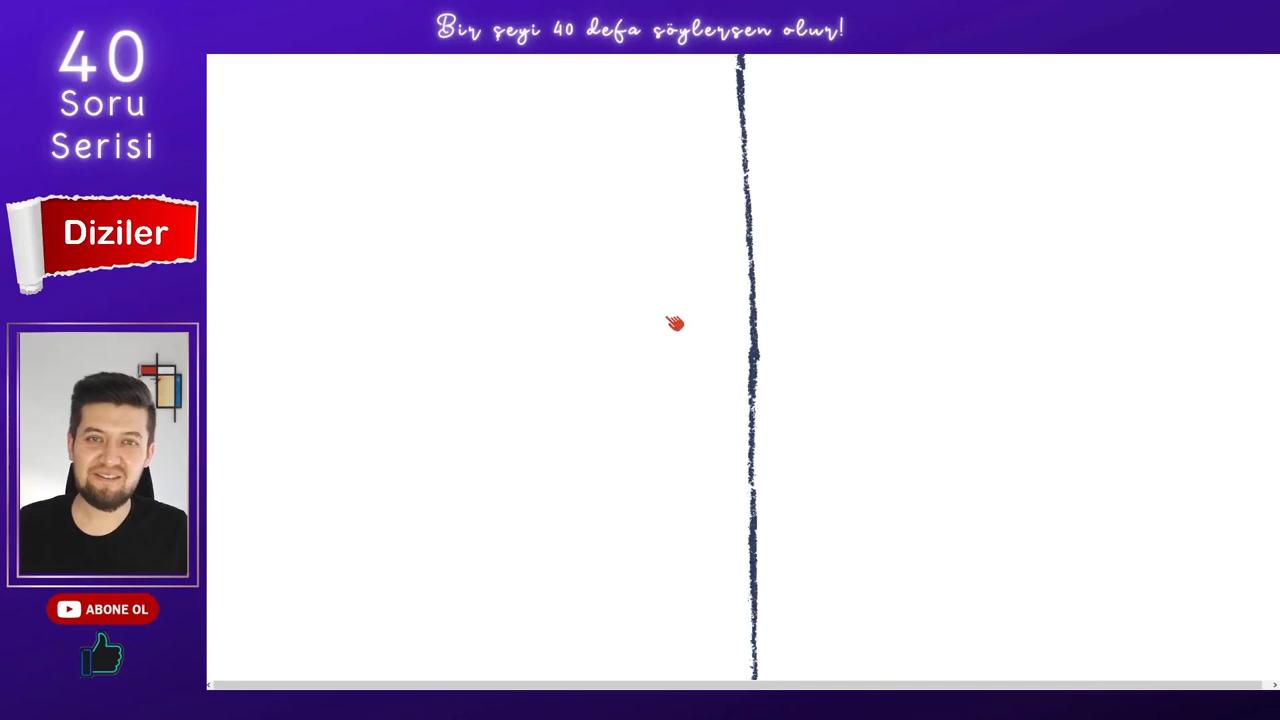 Bir şeyi 40 defa söylersen olur!
40
Soru
Serisi
Diziler
ABONE OL